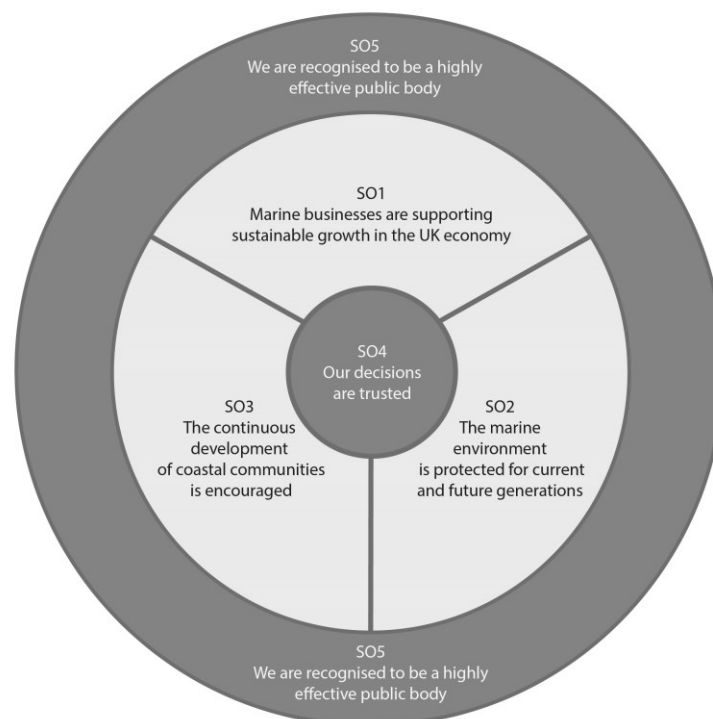 SO5
We are recognised to be a highly
effective public body
SO1
Marine businesses are supporting
sustainable growth in the UK economy
SO4
Our decisions
are trusted
SO3
The continuous
development
of coastal communities
is encouraged
SO2
The marine
environment
is protected for current
and future generations
SO5
We are recognised to be a highly
effective public body